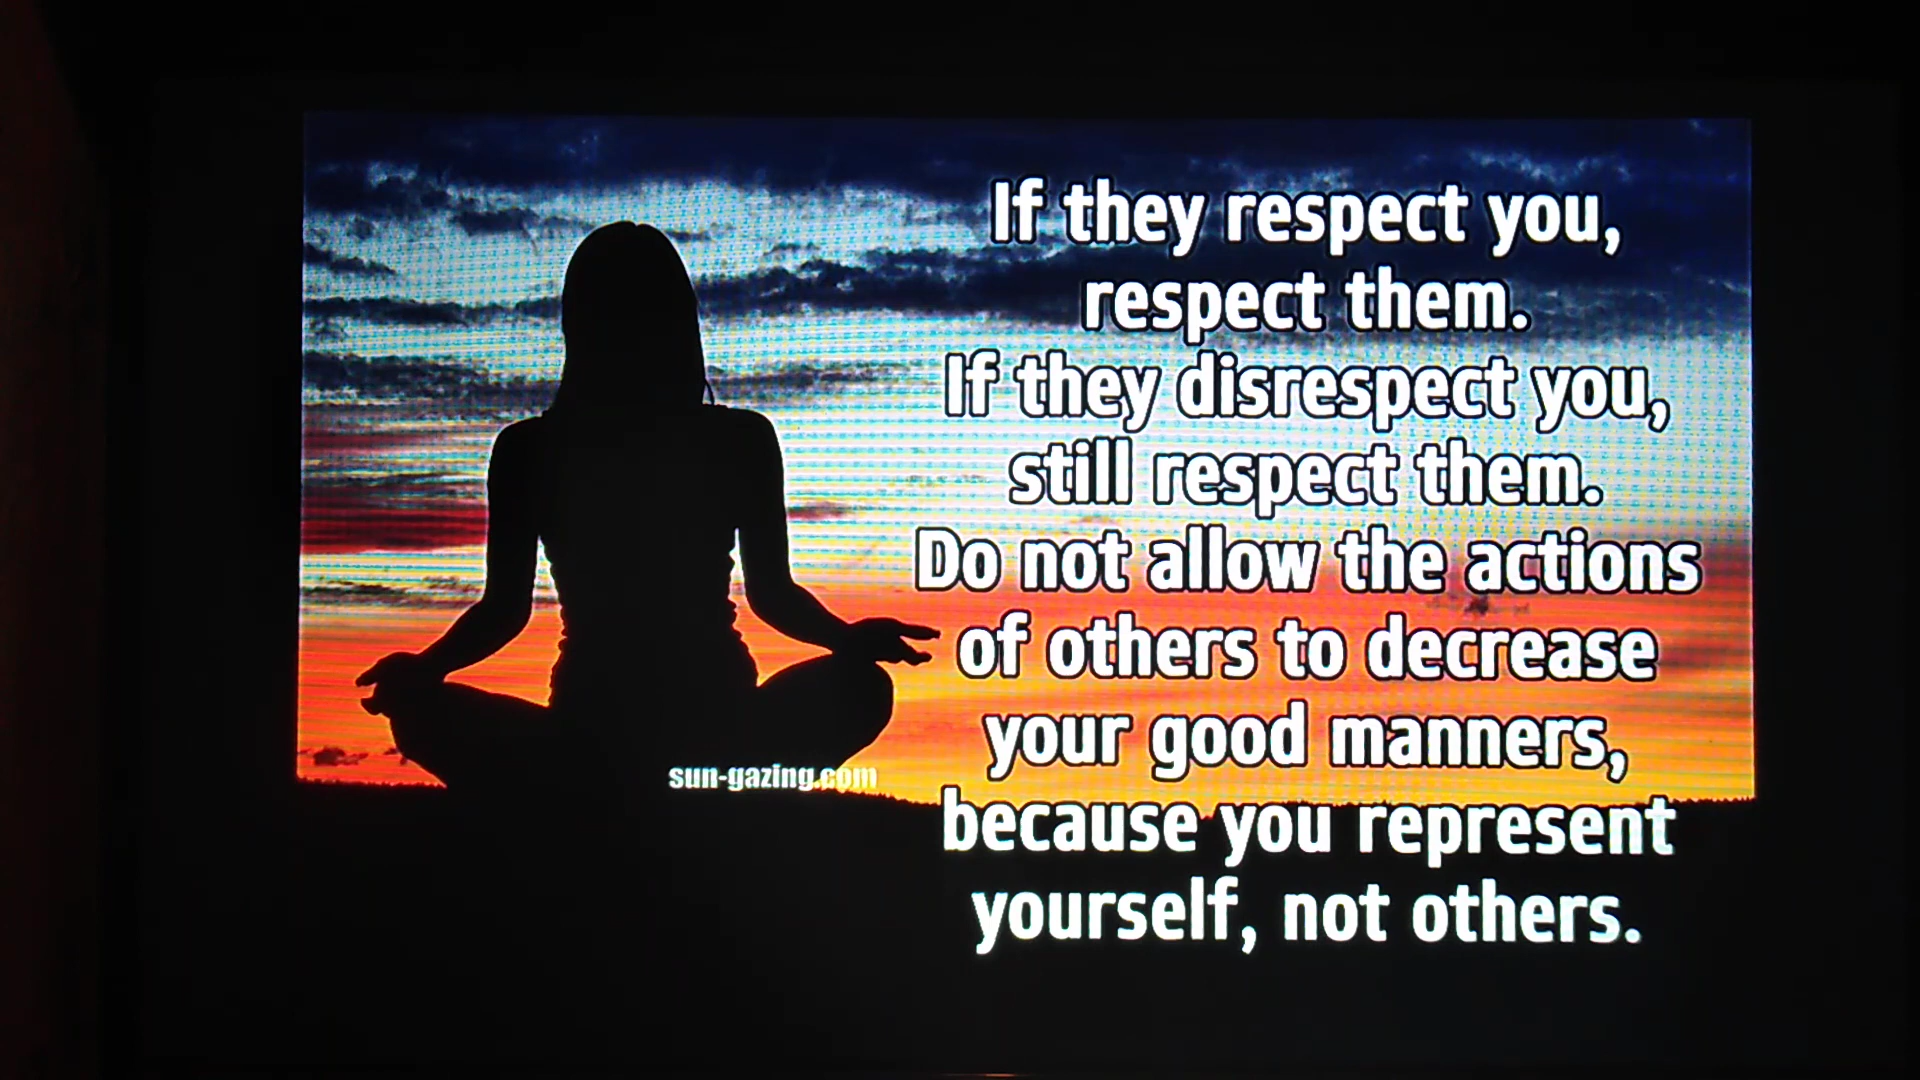 If they respect you,
respect them.
If they disrespect you,
still respect them.
Do not allow the actions
of others to decrease
your good manners,
because you represent
yourself, not others.
sun-gazing.com